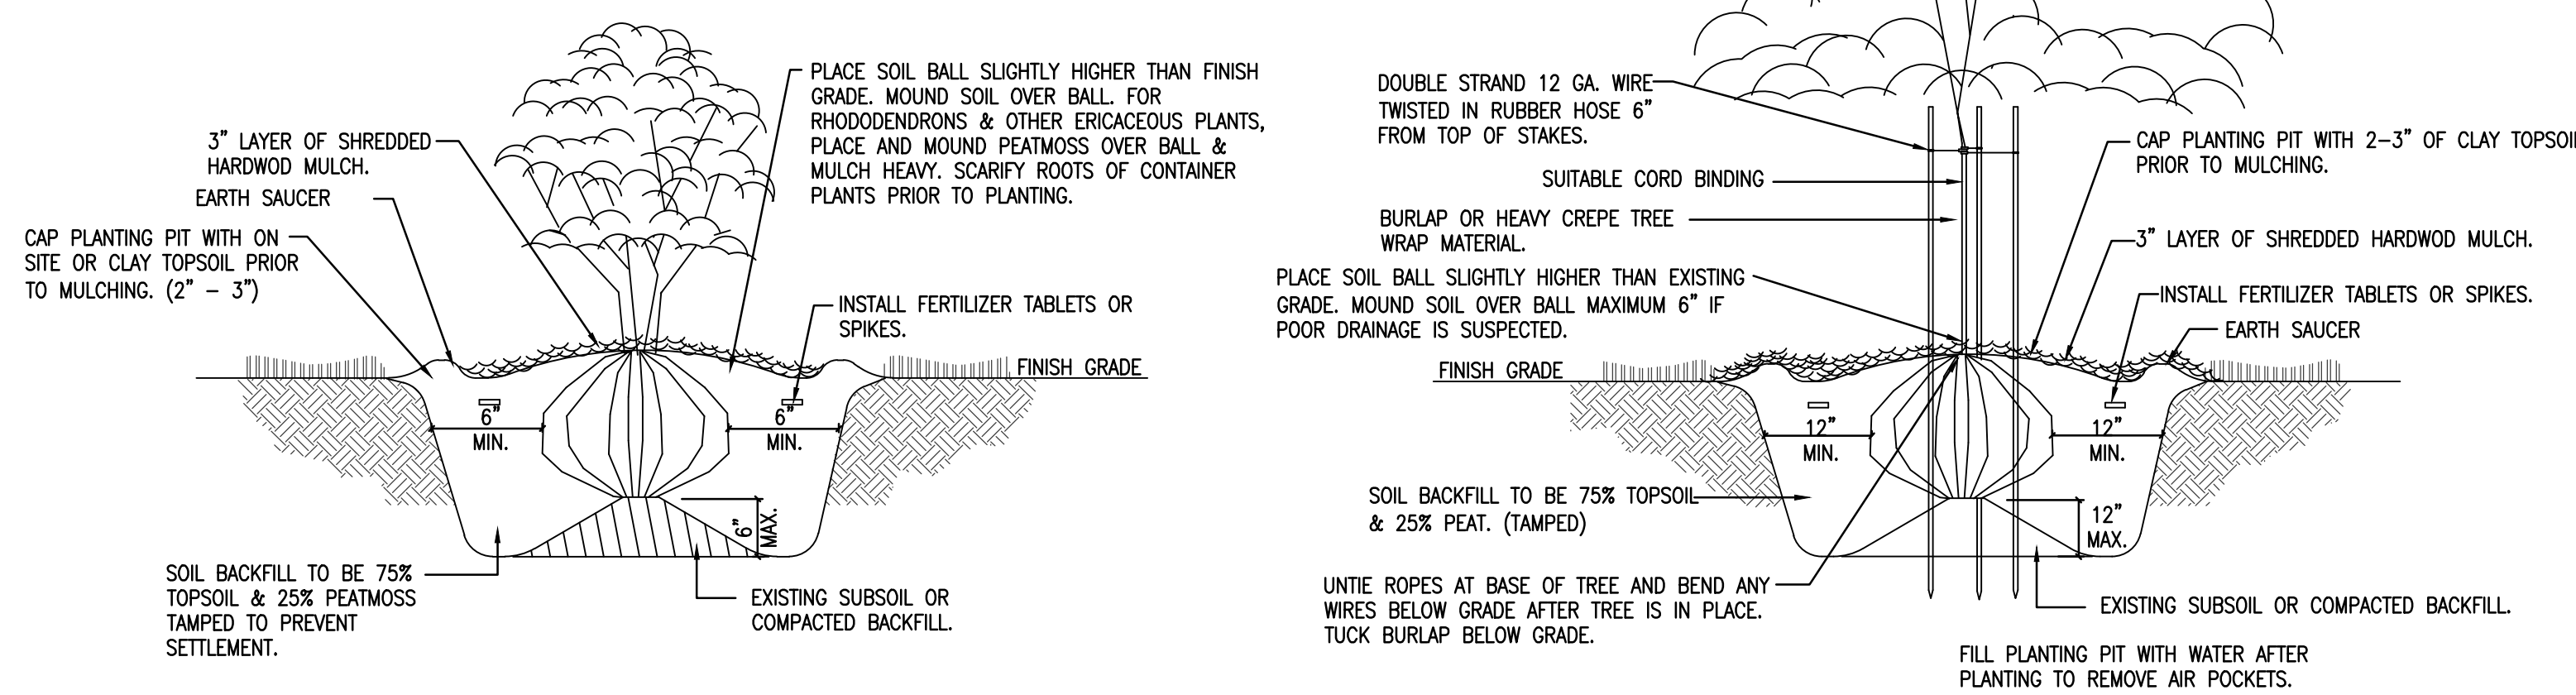 PLACE SOIL BALL SLIGHTLY HIGHER THAN FINISH
GRADE. MOUND SOIL OVER BALL. FOR
RHODODENDRONS & OTHER ERICACEOUS PLANTS,
PLACE AND MOUND PEATMOSS OVER BALL &
MULCH HEAVY. SCARIFY ROOTS OF CONTAINER
PLANTS PRIOR TO PLANTING.
3" LAYER OF SHREDDED
HARDWOD MULCH.
EARTH SAUCER
CAP PLANTING PIT WITH ON
SITE OR CLAY TOPSOIL PRIOR
TO MULCHING. (2" - 3")
INSTALL FERTILIZER TABLETS OR
SPIKES.
FINISH GRADE
6"
MIN.
6"
MIN.
6"
MAX.
SOIL BACKFILL TO BE 75%
TOPSOIL & 25% PEATMOSS
TAMPED TO PREVENT
SETTLEMENT.
EXISTING SUBSOIL OR
COMPACTED BACKFILL.
DOUBLE STRAND 12 GA. WIRE
TWISTED IN RUBBER HOSE 6"
FROM TOP OF STAKES.
SUITABLE CORD BINDING
BURLAP OR HEAVY CREPE TREE
WRAP MATERIAL.
PLACE SOIL BALL SLIGHTLY HIGHER THAN EXISTING
GRADE. MOUND SOIL OVER BALL MAXIMUM 6" IF
POOR DRAINAGE IS SUSPECTED.
FINISH GRADE
CAP PLANTING PIT WITH 2-3" OF CLAY TOPSOIL
PRIOR TO MULCHING.
3" LAYER OF SHREDDED HARDWOD MULCH.
INSTALL FERTILIZER TABLETS OR SPIKES.
EARTH SAUCER
12"
MIN.
12"
MIN.
12"
MAX.
SOIL BACKFILL TO BE 75% TOPSOIL
& 25% PEAT. (TAMPED)
UNTIE ROPES AT BASE OF TREE AND BEND ANY
WIRES BELOW GRADE AFTER TREE IS IN PLACE.
TUCK BURLAP BELOW GRADE.
EXISTING SUBSOIL OR COMPACTED BACKFILL.
FILL PLANTING PIT WITH WATER AFTER
PLANTING TO REMOVE AIR POCKETS.